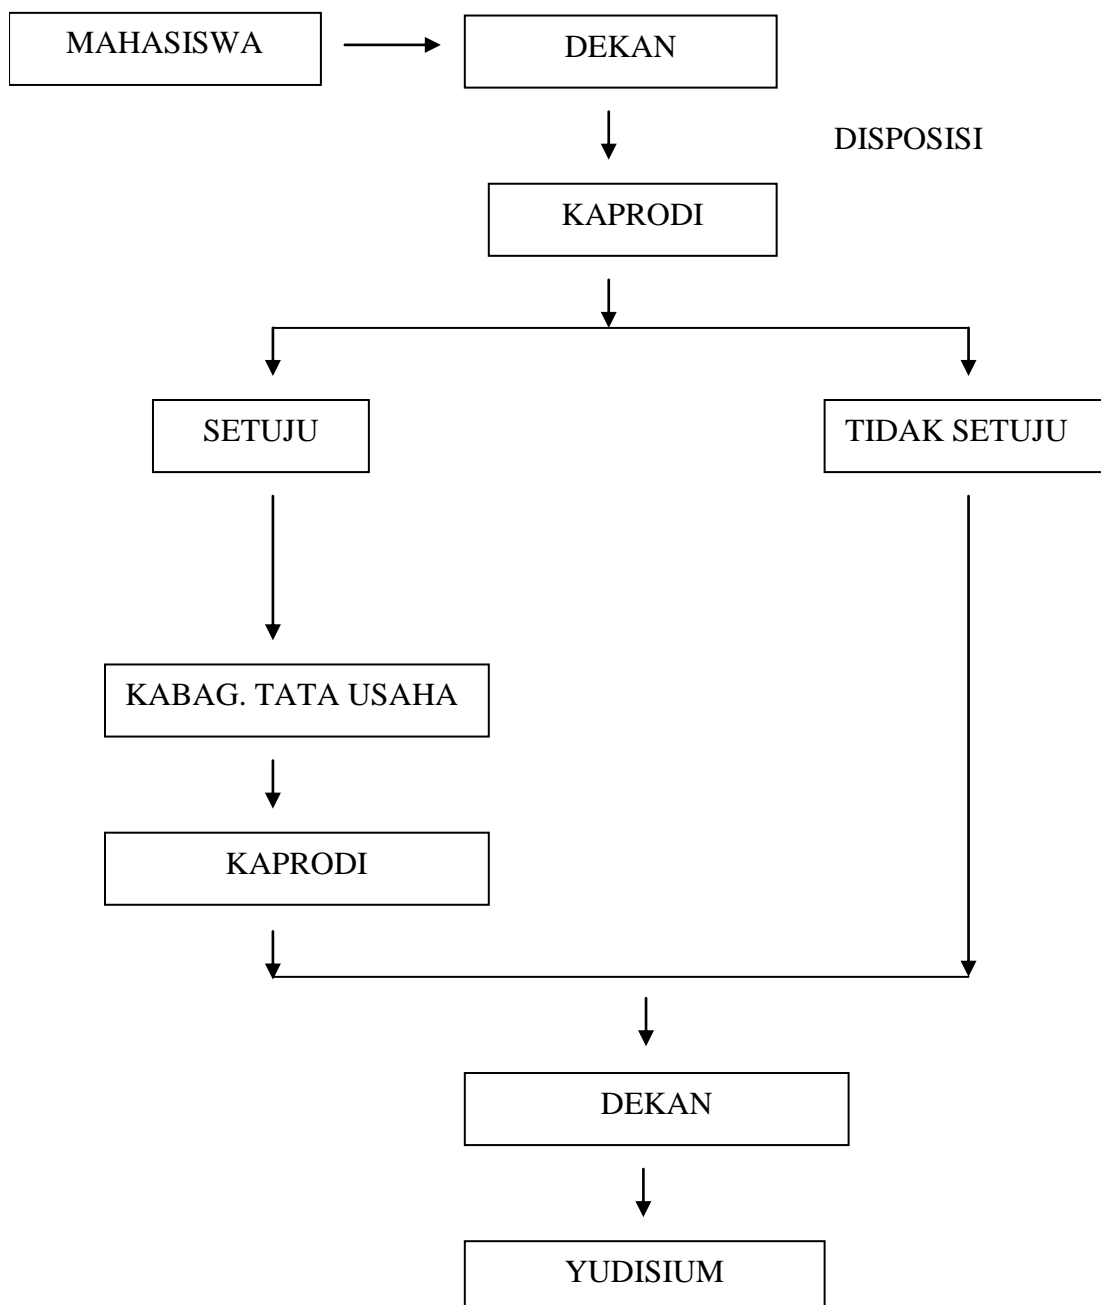 MAHASISWA
DEKAN
DISPOSISI
KAPRODI
SETUJU
TIDAK SETUJU
KABAG. TATA USAHA
KAPRODI
DEKAN
YUDISIUM